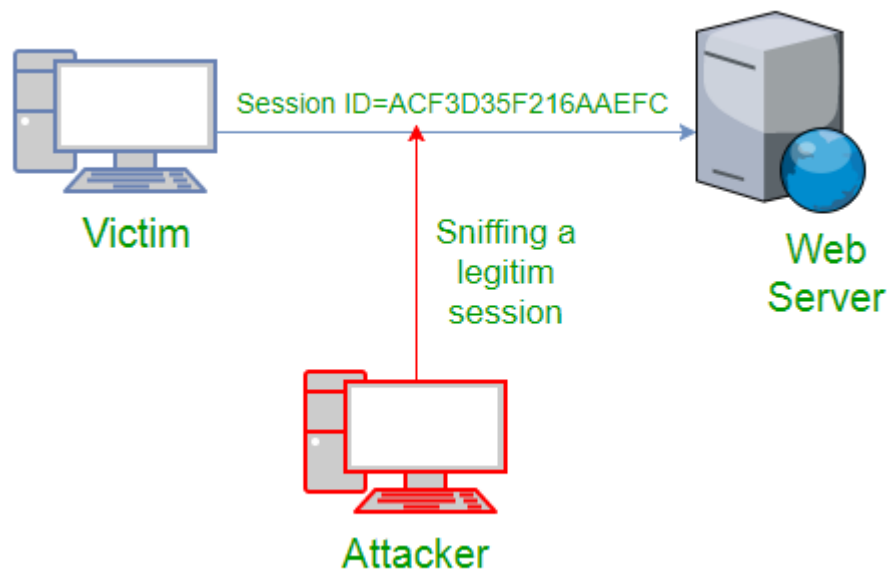 Session ID=ACF3D35F216AAEFC
Victim
Sniffing a
legitim
session
Web
Server
Attacker